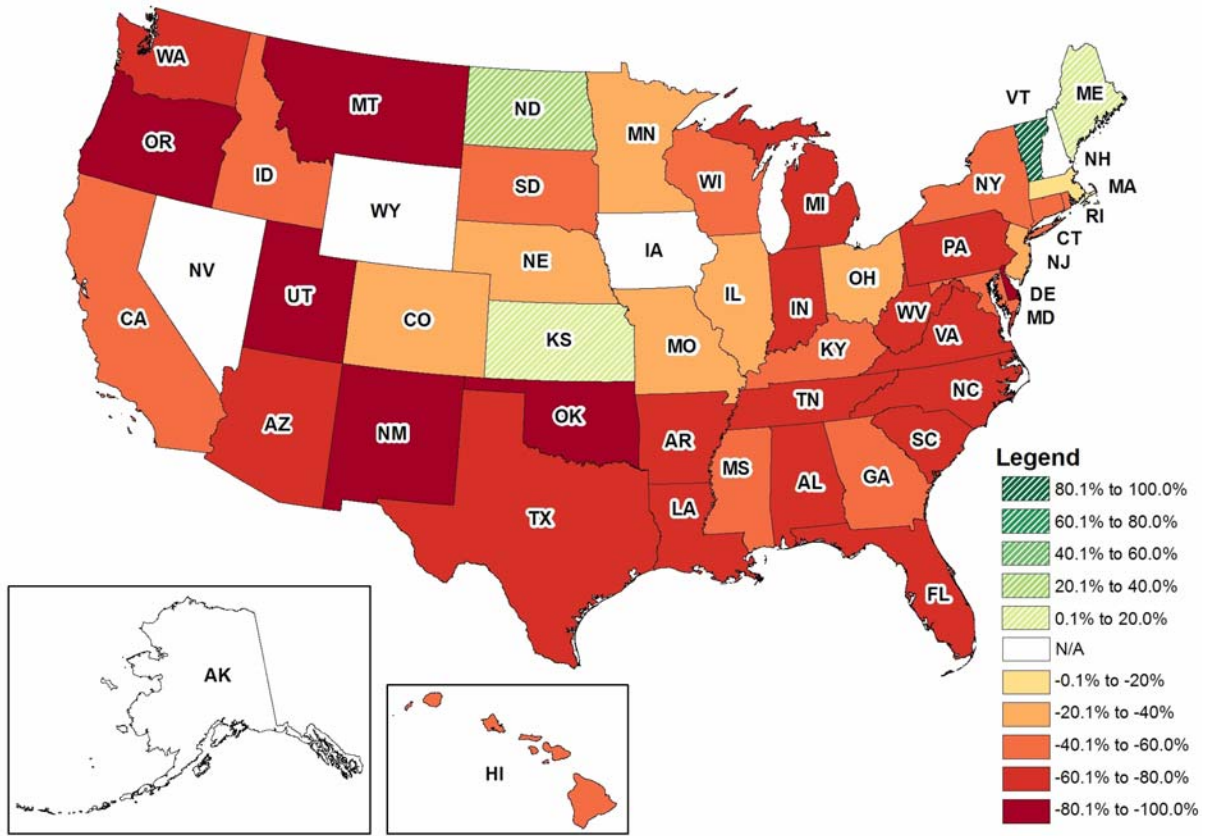 WA
MT
ND
MN
VT
ME
OR
ID
SD
WI
MI
NY
NH
MA
RI
CT
NJ
WY
NE
IA
PA
DE
MD
NV
UT
CO
KS
MO
IL
IN
OH
WV
VA
KY
CA
AZ
NM
OK
AR
TN
NC
SC
MS
AL
GA
TX
LA
FL
AK
HI
Legend
80.1% to 100.0%
60.1% to 80.0%
40.1% to 60.0%
20.1% to 40.0%
0.1% to 20.0%
N/A
-0.1% to -20%
-20.1% to -40%
-40.1% to -60.0%
-60.1% to -80.0%
-80.1% to -100.0%